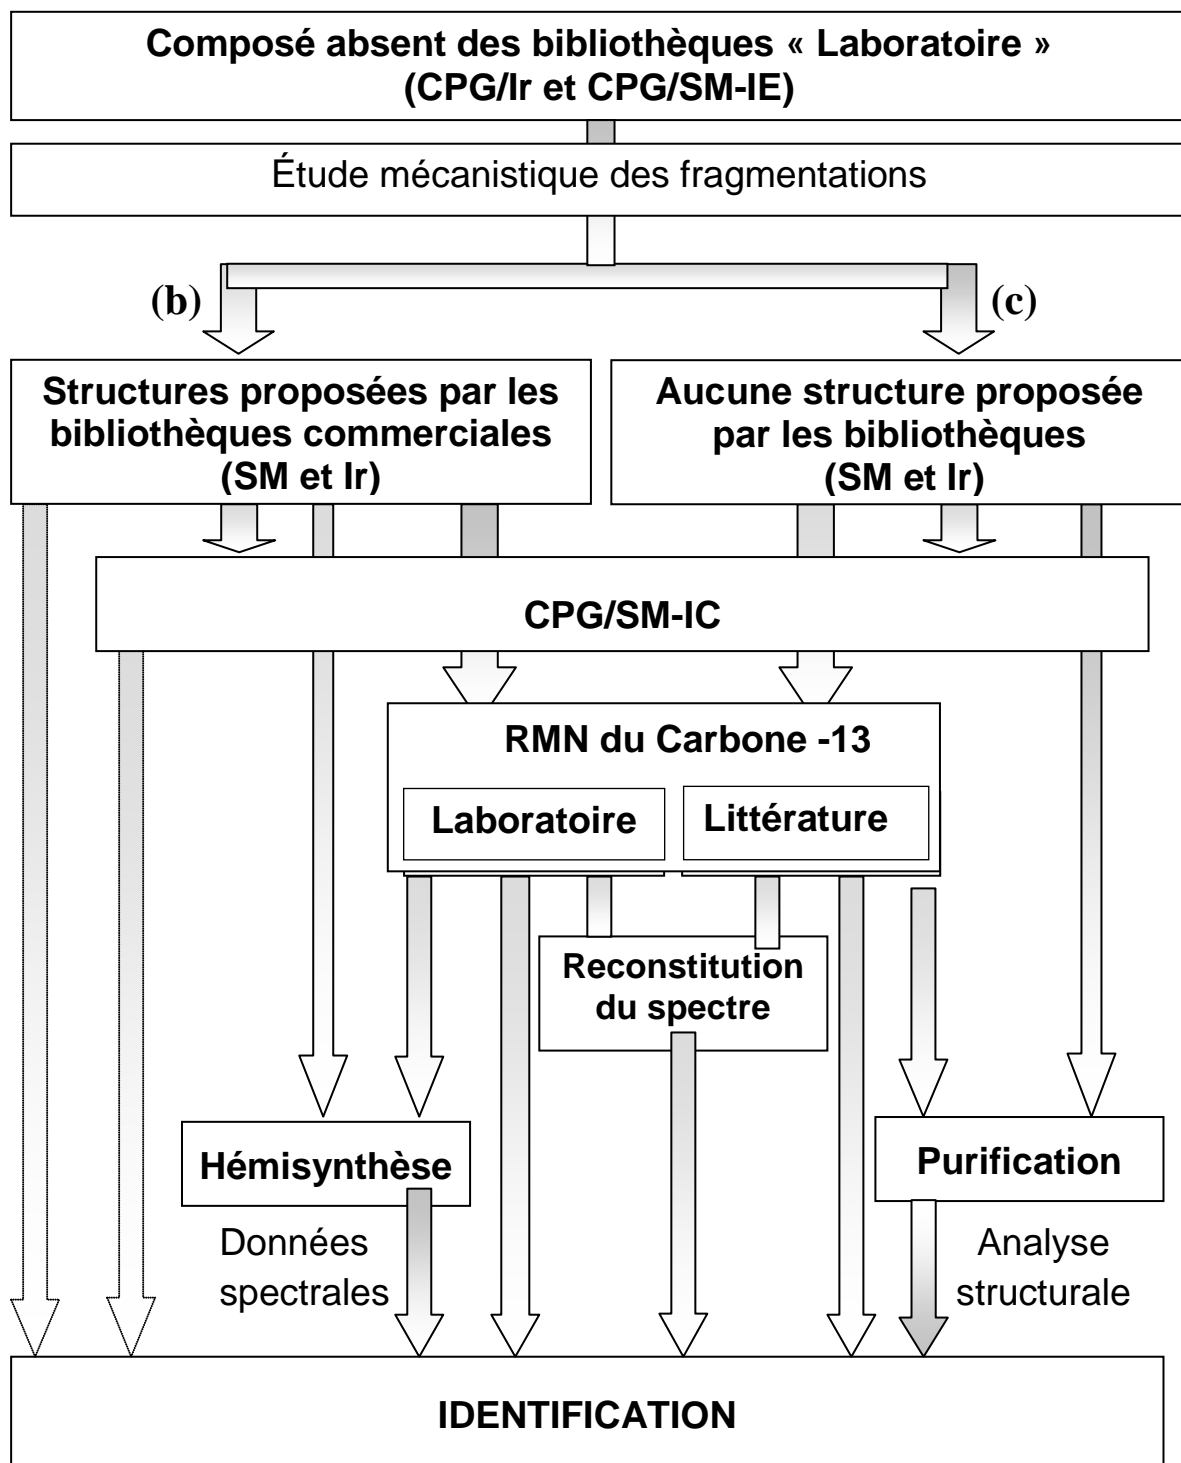 Composé absent des bibliothèques « Laboratoire »
(CPG/Ir et CPG/SM-IE)
Étude mécanistique des fragmentations
(b)
(c)
Structures proposées par les
bibliothèques commerciales
(SM et Ir)
Aucune structure proposée
par les bibliothèques
(SM et Ir)
CPG/SM-IC
RMN du Carbone -13
Laboratoire
Littérature
Reconstitution
du spectre
Hémisynthèse
Purification
Données
spectrales
Analyse
structurale
IDENTIFICATION